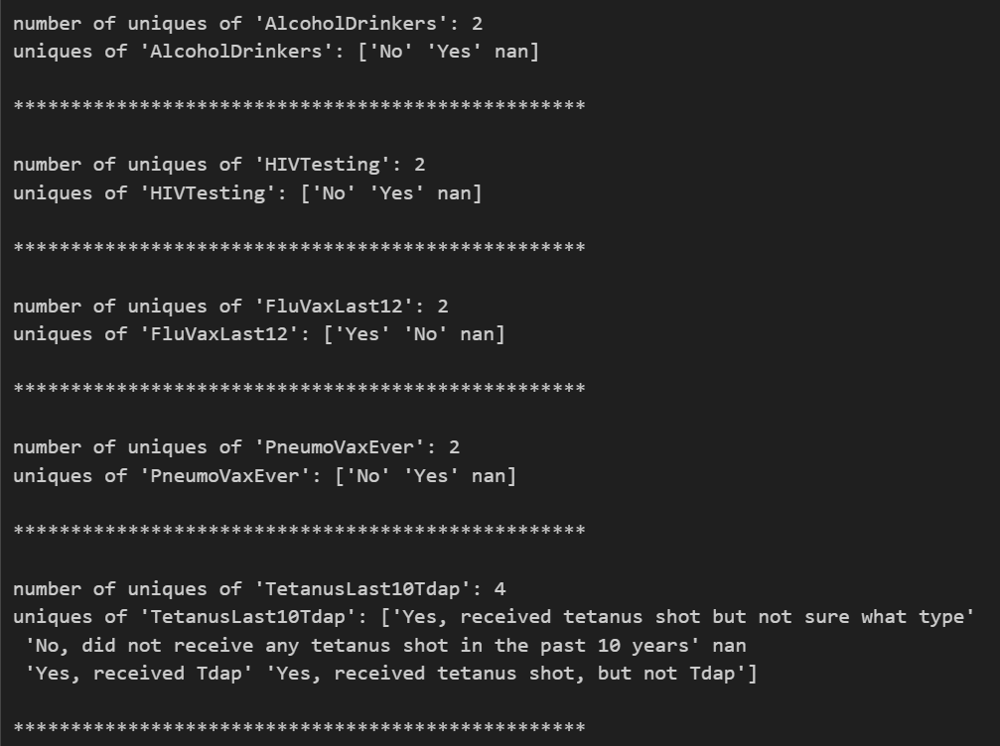 number of uniques of 'AlcoholDrinkers': 2
uniques of 'AlcoholDrinkers': ['No' 'Yes' nan]
**************************************************
number of uniques of 'HIVTesting': 2
uniques of 'HIVTesting': ['No' 'Yes' nan]
**************************************************
number of uniques of 'FluVaxLast12': 2
uniques of 'FluVaxLast12': ['Yes' 'No' nan]
**************************************************
number of uniques of 'PneumoVaxEver': 2
uniques of 'PneumoVaxEver': ['No' 'Yes' nan]
**************************************************
number of uniques of 'TetanusLast10Tdap': 4
uniques of 'TetanusLast10Tdap': ['Yes, received tetanus shot but not sure what type'
 'No, did not receive any tetanus shot in the past 10 years' nan
 'Yes, received Tdap' 'Yes, received tetanus shot, but not Tdap']
**************************************************